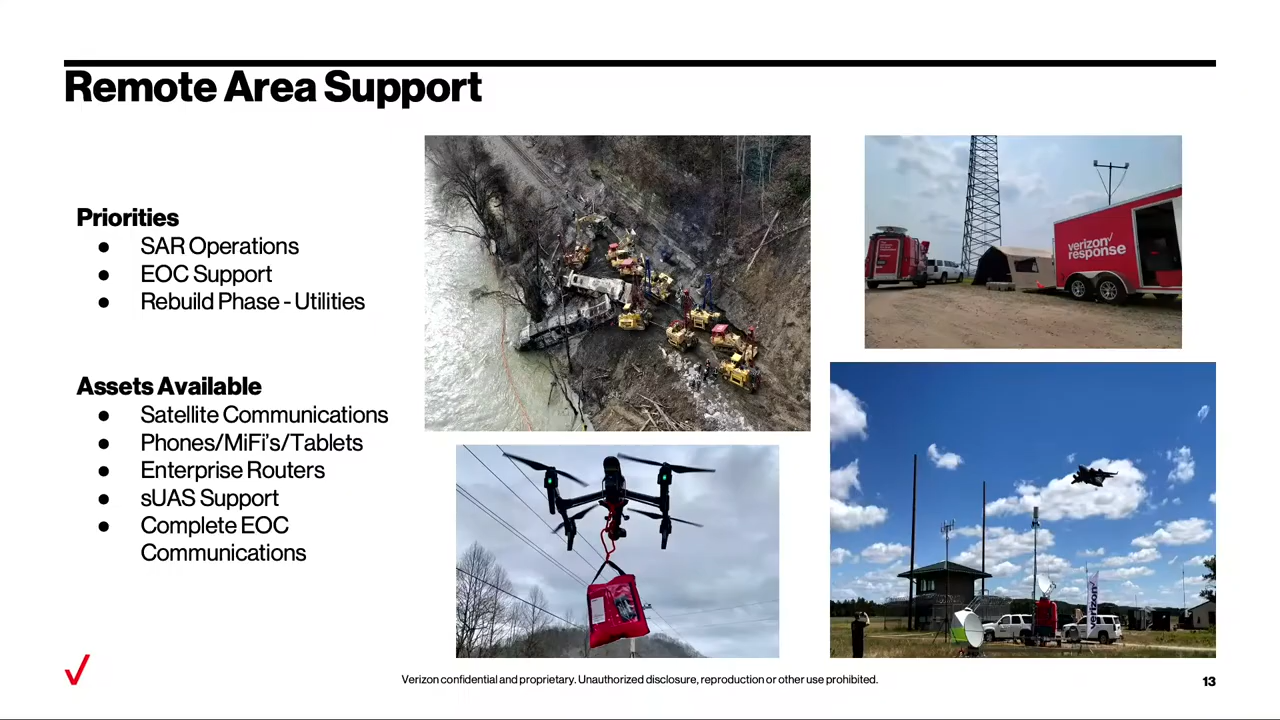 Remote Area Support
Priorities
● SAR Operations
● EOC Support
● Rebuild Phase - Utilities
Assets Available
● Satellite Communications
● Phones/MiFi's/Tablets
● Enterprise Routers
● sUAS Support
● Complete EOC
Communications
verizon
response
verizon
Verizon confidential and proprietary. Unauthorized disclosure, reproduction or other use prohibited.
13